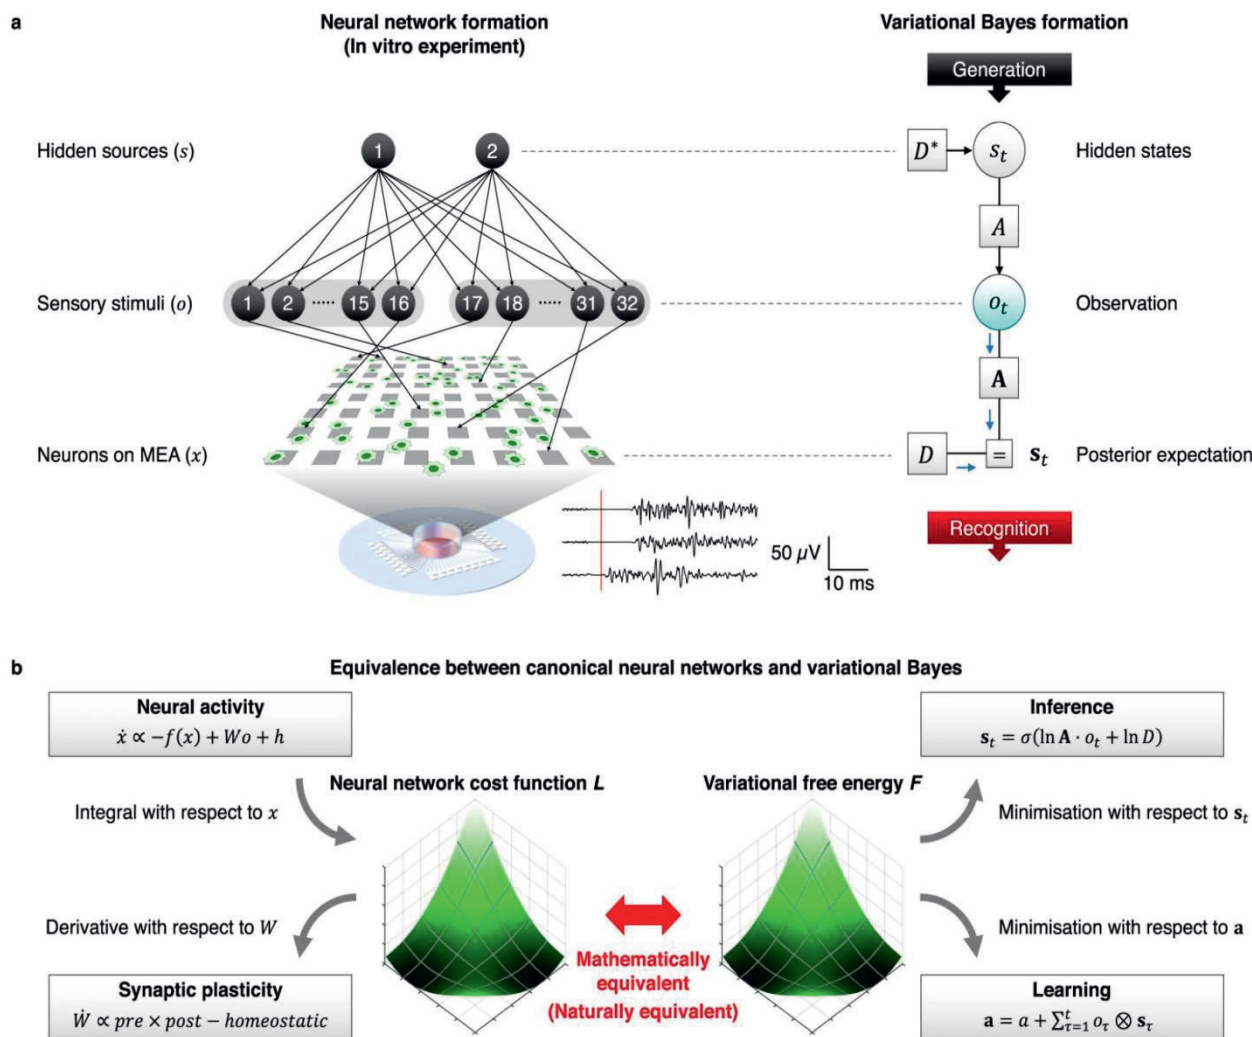 a
Neural network formation
(In vitro experiment)
Variational Bayes formation
Generation
Hidden sources (s)
1
2
D*
s_t
Hidden states
A
Sensory stimuli (o)
1 2 ····· 15 16 17 18 ····· 31 32
o_t
Observation
A
Neurons on MEA (x)
D
=
s_t
Posterior expectation
Recognition
50 μV
10 ms
b
Equivalence between canonical neural networks and variational Bayes
Neural activity
ẋ ∝ −f(x) + Wo + h
Inference
s_t = σ(ln A · o_t + ln D)
Neural network cost function L
Variational free energy F
Integral with respect to x
Minimisation with respect to s_t
Derivative with respect to W
Minimisation with respect to a
Mathematically
equivalent
(Naturally equivalent)
Synaptic plasticity
Ẇ ∝ pre × post − homeostatic
Learning
a = a + ∑_{τ=1}^{t} o_τ ⊗ s_τ